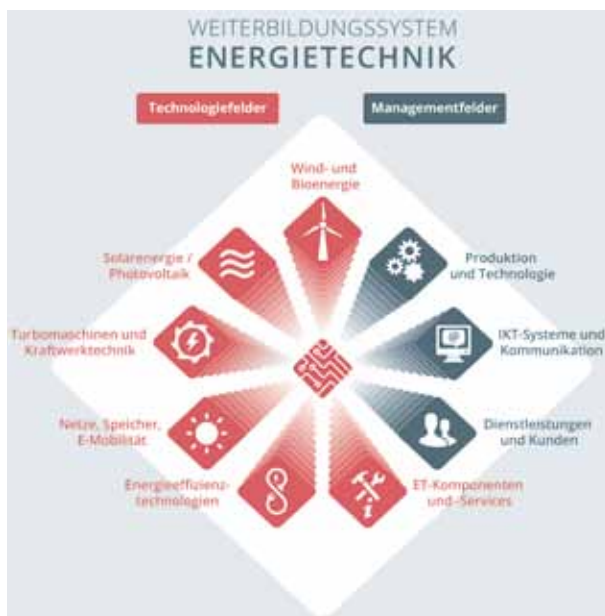 WEITERBILDUNGSSYSTEM
ENERGIETECHNIK
Technologiefelder
Managementfelder
Wind- und
Bioenergie
Solarenergie /
Photovoltaik
Produktion
und Technologie
Turbomaschinen und
Kraftwerktechnik
IKT-Systeme und
Kommunikation
Netze, Speicher,
E-Mobilität
Dienstleistungen
und Kunden
Energieeffizienz-
technologien
ET-Komponenten
und -Services